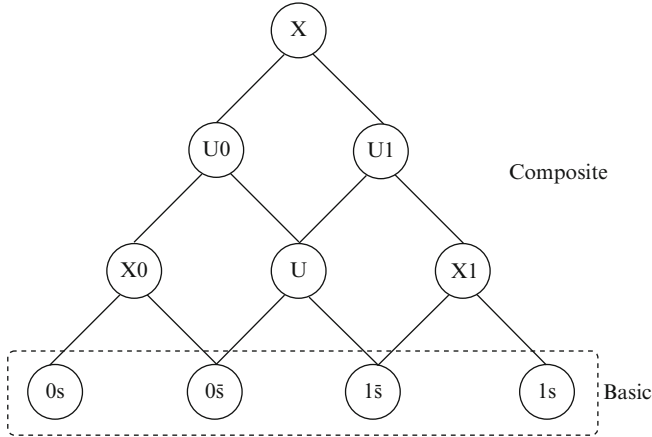 X
U0 U1
Composite
X0 U X1
0s 0s̄ 1s̄ 1s Basic